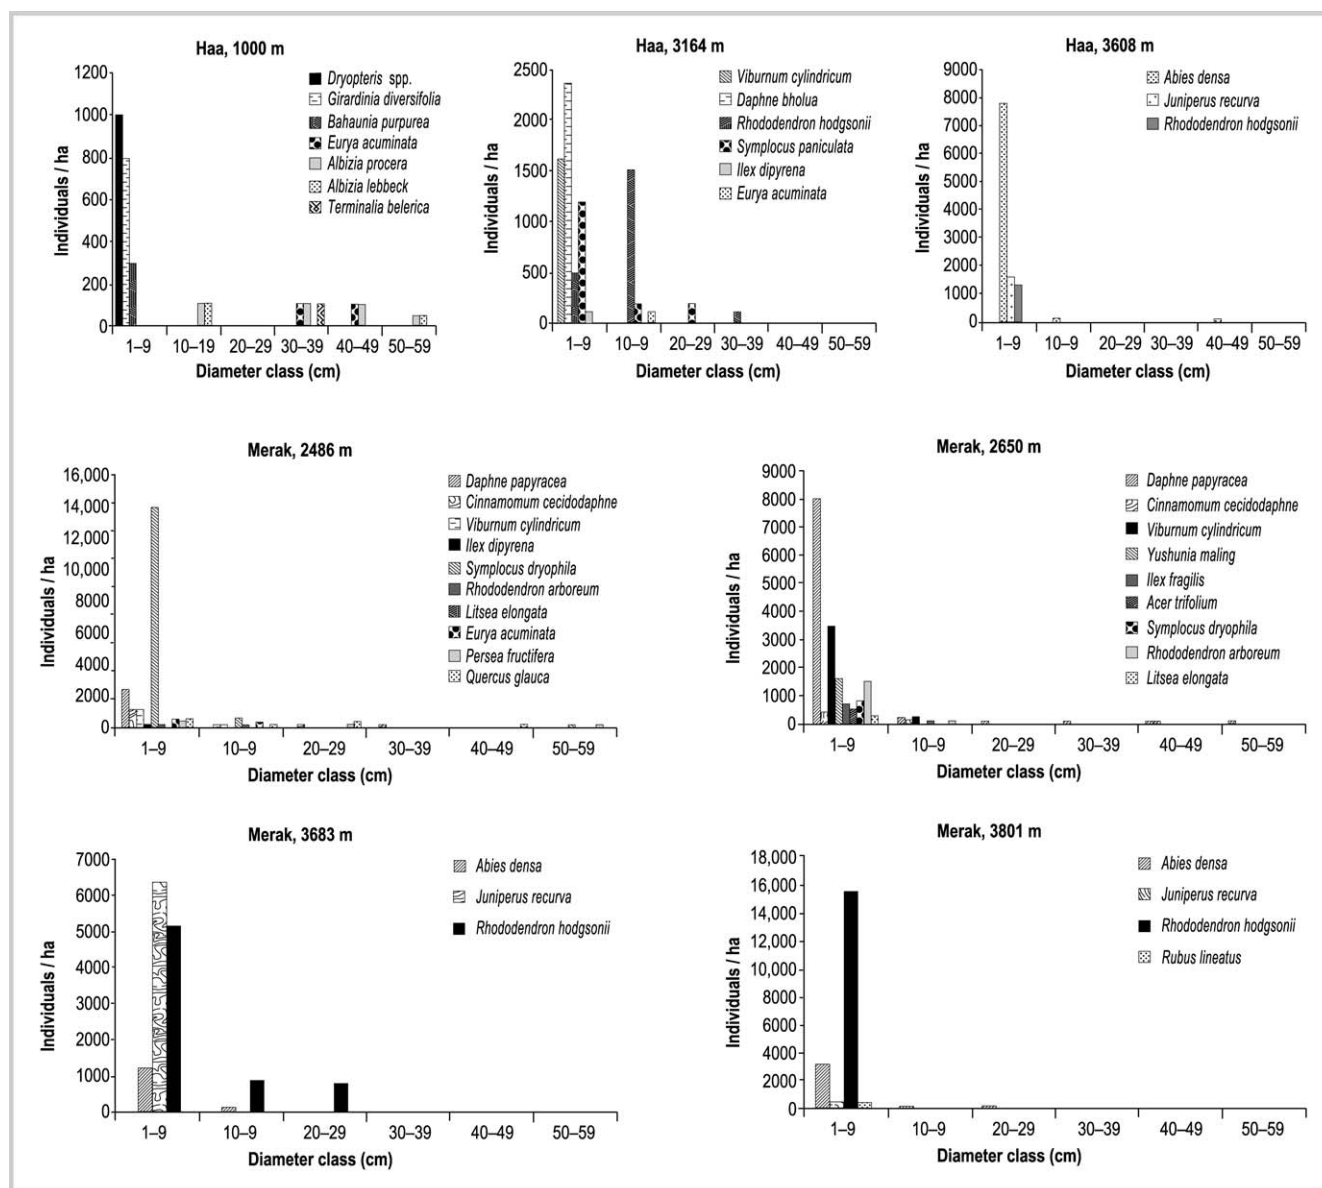 Haa, 1000 m
Individuals / ha
1200
1000
800
600
400
200
0
1–9 10–19 20–29 30–39 40–49 50–59
Diameter class (cm)
Dryopteris spp.
Girardinia diversifolia
Bahaunia purpurea
Eurya acuminata
Albizia procera
Albizia lebbeck
Terminalia belerica
Haa, 3164 m
Individuals / ha
2500
2000
1500
1000
500
0
1–9 10–9 20–29 30–39 40–49 50–59
Diameter class (cm)
Viburnum cylindricum
Daphne bholua
Rhododendron hodgsonii
Symplocus paniculata
Ilex dipyrena
Eurya acuminata
Haa, 3608 m
Individuals / ha
9000
8000
7000
6000
5000
4000
3000
2000
1000
0
1–9 10–9 20–29 30–39 40–49 50–59
Diameter class (cm)
Abies densa
Juniperus recurva
Rhododendron hodgsonii
Merak, 2486 m
Individuals / ha
16,000
14,000
12,000
10,000
8000
6000
4000
2000
0
1–9 10–9 20–29 30–39 40–49 50–59
Diameter class (cm)
Daphne papyracea
Cinnamomum cecidodaphne
Viburnum cylindricum
Ilex dipyrena
Symplocus dryophila
Rhododendron arboreum
Litsea elongata
Eurya acuminata
Persea fructifera
Quercus glauca
Merak, 2650 m
Individuals / ha
9000
8000
7000
6000
5000
4000
3000
2000
1000
0
1–9 10–9 20–29 30–39 40–49 50–59
Diameter class (cm)
Daphne papyracea
Cinnamomum cecidodaphne
Viburnum cylindricum
Yushunia maling
Ilex fragilis
Acer trifolium
Symplocus dryophila
Rhododendron arboreum
Litsea elongata
Merak, 3683 m
Individuals / ha
7000
6000
5000
4000
3000
2000
1000
0
1–9 10–9 20–29 30–39 40–49 50–59
Diameter class (cm)
Abies densa
Juniperus recurva
Rhododendron hodgsonii
Merak, 3801 m
Individuals / ha
18,000
16,000
14,000
12,000
10,000
8000
6000
4000
2000
0
1–9 10–9 20–29 30–39 40–49 50–59
Diameter class (cm)
Abies densa
Juniperus recurva
Rhododendron hodgsonii
Rubus lineatus